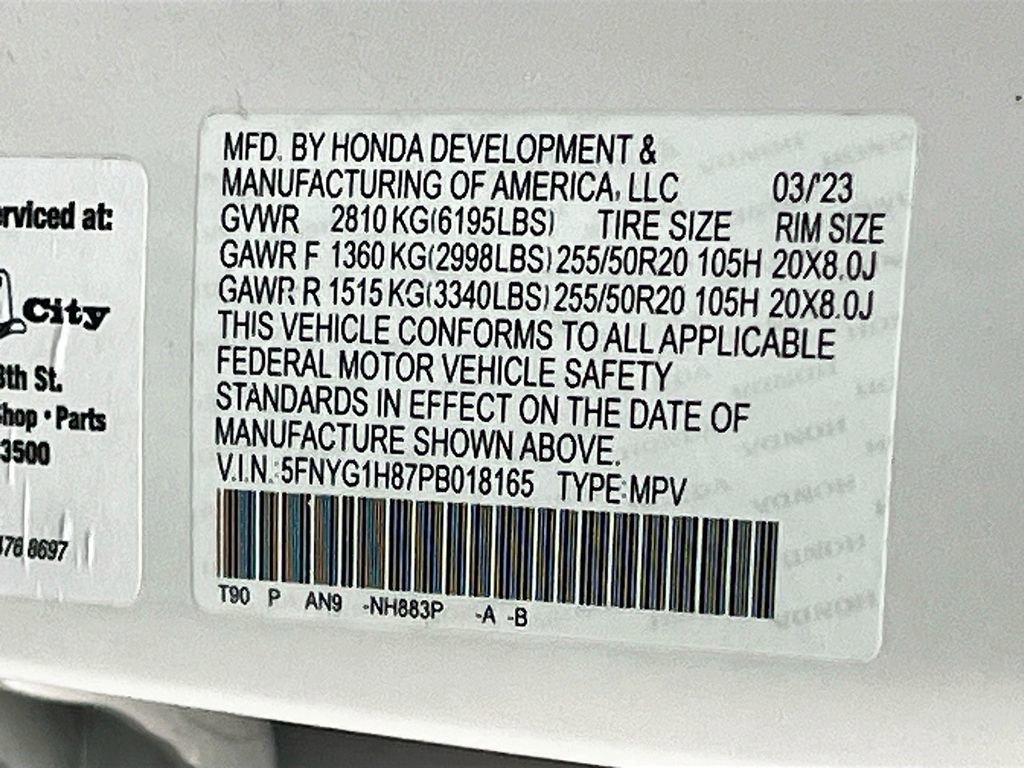 MFD. BY HONDA DEVELOPMENT &
MANUFACTURING OF AMERICA, LLC 03/'23
GVWR 2810 KG(6195LBS) TIRE SIZE RIM SIZE
GAWR F 1360 KG(2998LBS) 255/50R20 105H 20X8.0J
GAWR R 1515 KG(3340LBS) 255/50R20 105H 20X8.0J
THIS VEHICLE CONFORMS TO ALL APPLICABLE
FEDERAL MOTOR VEHICLE SAFETY
STANDARDS IN EFFECT ON THE DATE OF
MANUFACTURE SHOWN ABOVE.
V.I.N.:5FNYG1H87PB018165 TYPE:MPV
T90 P AN9 -NH883P -A -B
erviced at:
City
8th St.
Shop • Parts
3500
476 8697